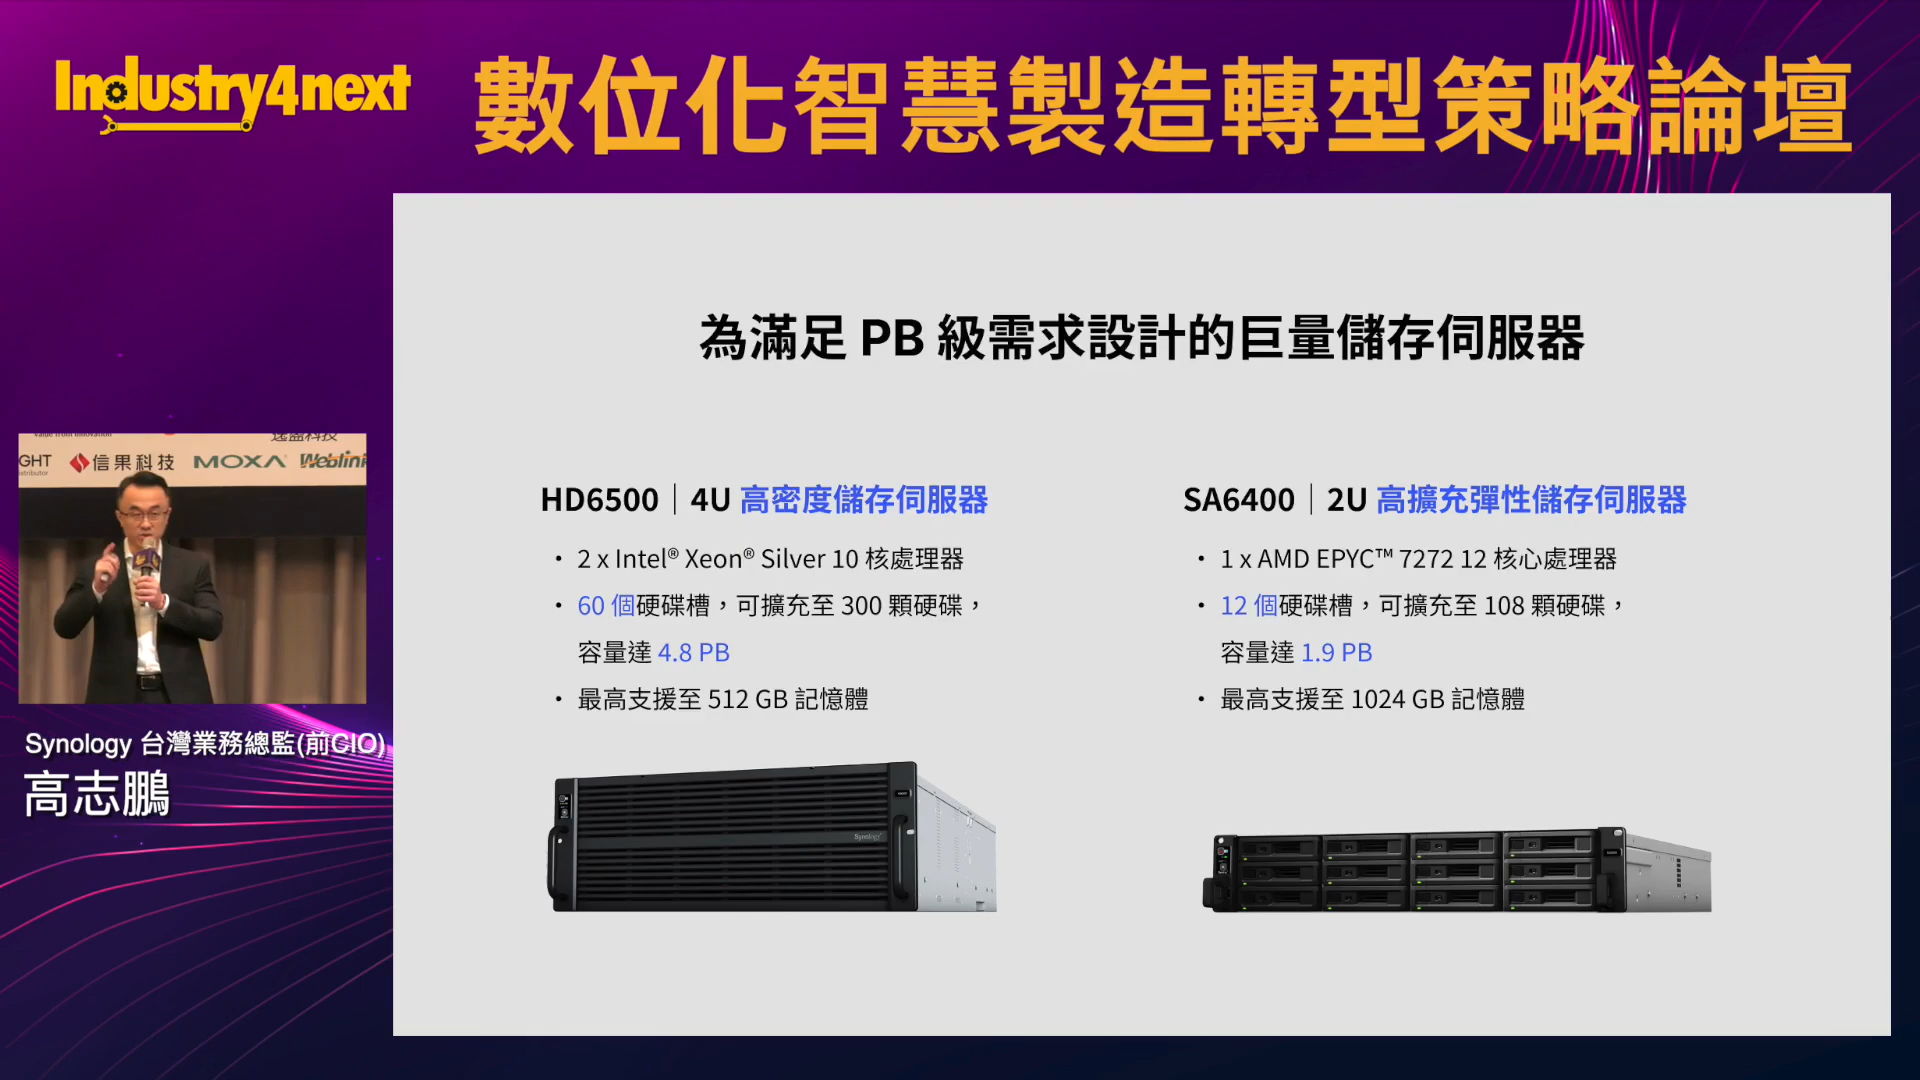 Industry4next
數位化智慧製造轉型策略論壇
為滿足 PB 級需求設計的巨量儲存伺服器
HD6500｜4U 高密度儲存伺服器
• 2 x Intel® Xeon® Silver 10 核處理器
• 60 個硬碟槽，可擴充至 300 顆硬碟，
容量達 4.8 PB
• 最高支援至 512 GB 記憶體
Synology
SA6400｜2U 高擴充彈性儲存伺服器
• 1 x AMD EPYC™ 7272 12 核心處理器
• 12 個硬碟槽，可擴充至 108 顆硬碟，
容量達 1.9 PB
• 最高支援至 1024 GB 記憶體
GHT 信果科技 MOXA Weblink
Synology 台灣業務總監(前CIO)
高志鵬